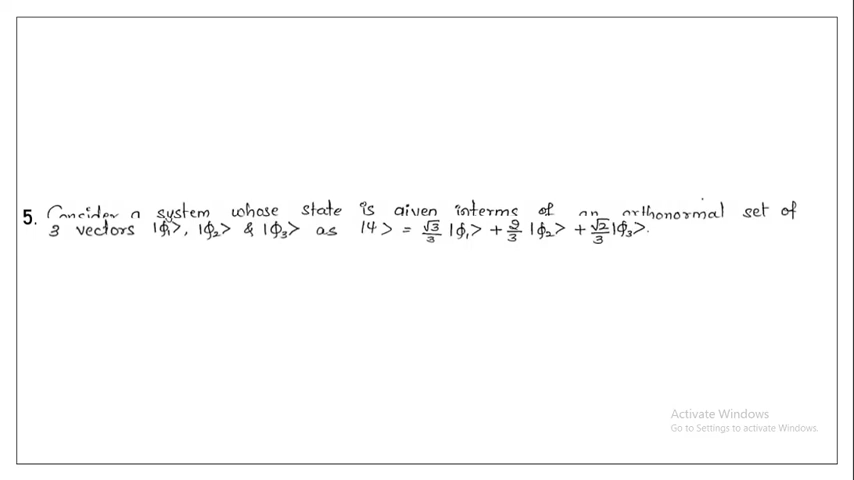 5. Consider a system whose state is given interms of an orthonormal set of
3 vectors |ϕ₁>, |ϕ₂> & |ϕ₃> as |ψ> = √3/3 |ϕ₁> + 2/3 |ϕ₂> + √2/3 |ϕ₃>.
Activate Windows
Go to Settings to activate Windows.